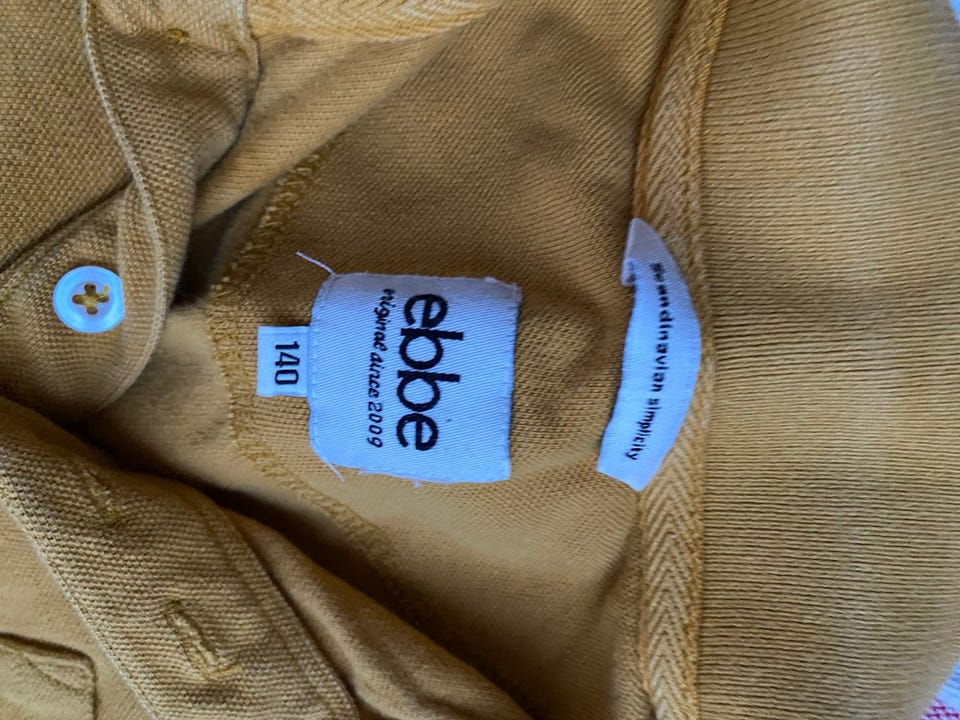 scandinavian simplicity
ebbe
original since 2009
140